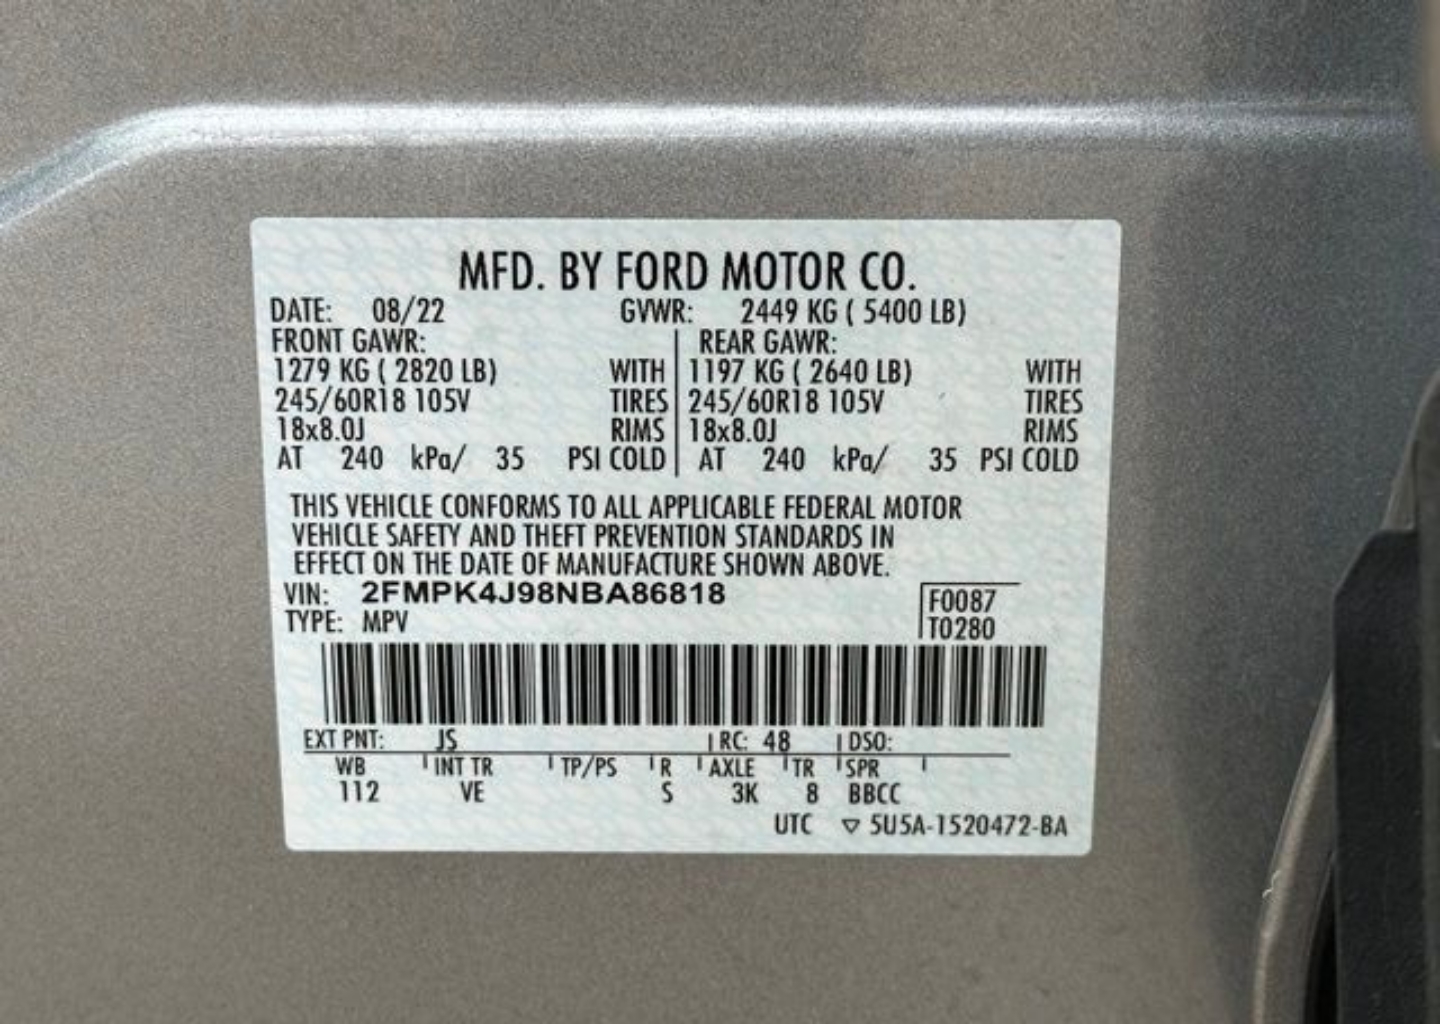 MFD. BY FORD MOTOR CO.
DATE: 08/22 GVWR: 2449 KG ( 5400 LB)
FRONT GAWR: REAR GAWR:
1279 KG ( 2820 LB) WITH 1197 KG ( 2640 LB) WITH
245/60R18 105V TIRES 245/60R18 105V TIRES
18x8.0J RIMS 18x8.0J RIMS
AT 240 kPa/ 35 PSI COLD AT 240 kPa/ 35 PSI COLD
THIS VEHICLE CONFORMS TO ALL APPLICABLE FEDERAL MOTOR
VEHICLE SAFETY AND THEFT PREVENTION STANDARDS IN
EFFECT ON THE DATE OF MANUFACTURE SHOWN ABOVE.
VIN: 2FMPK4J98NBA86818 F0087
TYPE: MPV T0280
EXT PNT: JS RC: 48 DSO:
WB INT TR TP/PS R AXLE TR SPR
112 VE S 3K 8 BBCC
UTC ▽ 5U5A-1520472-BA